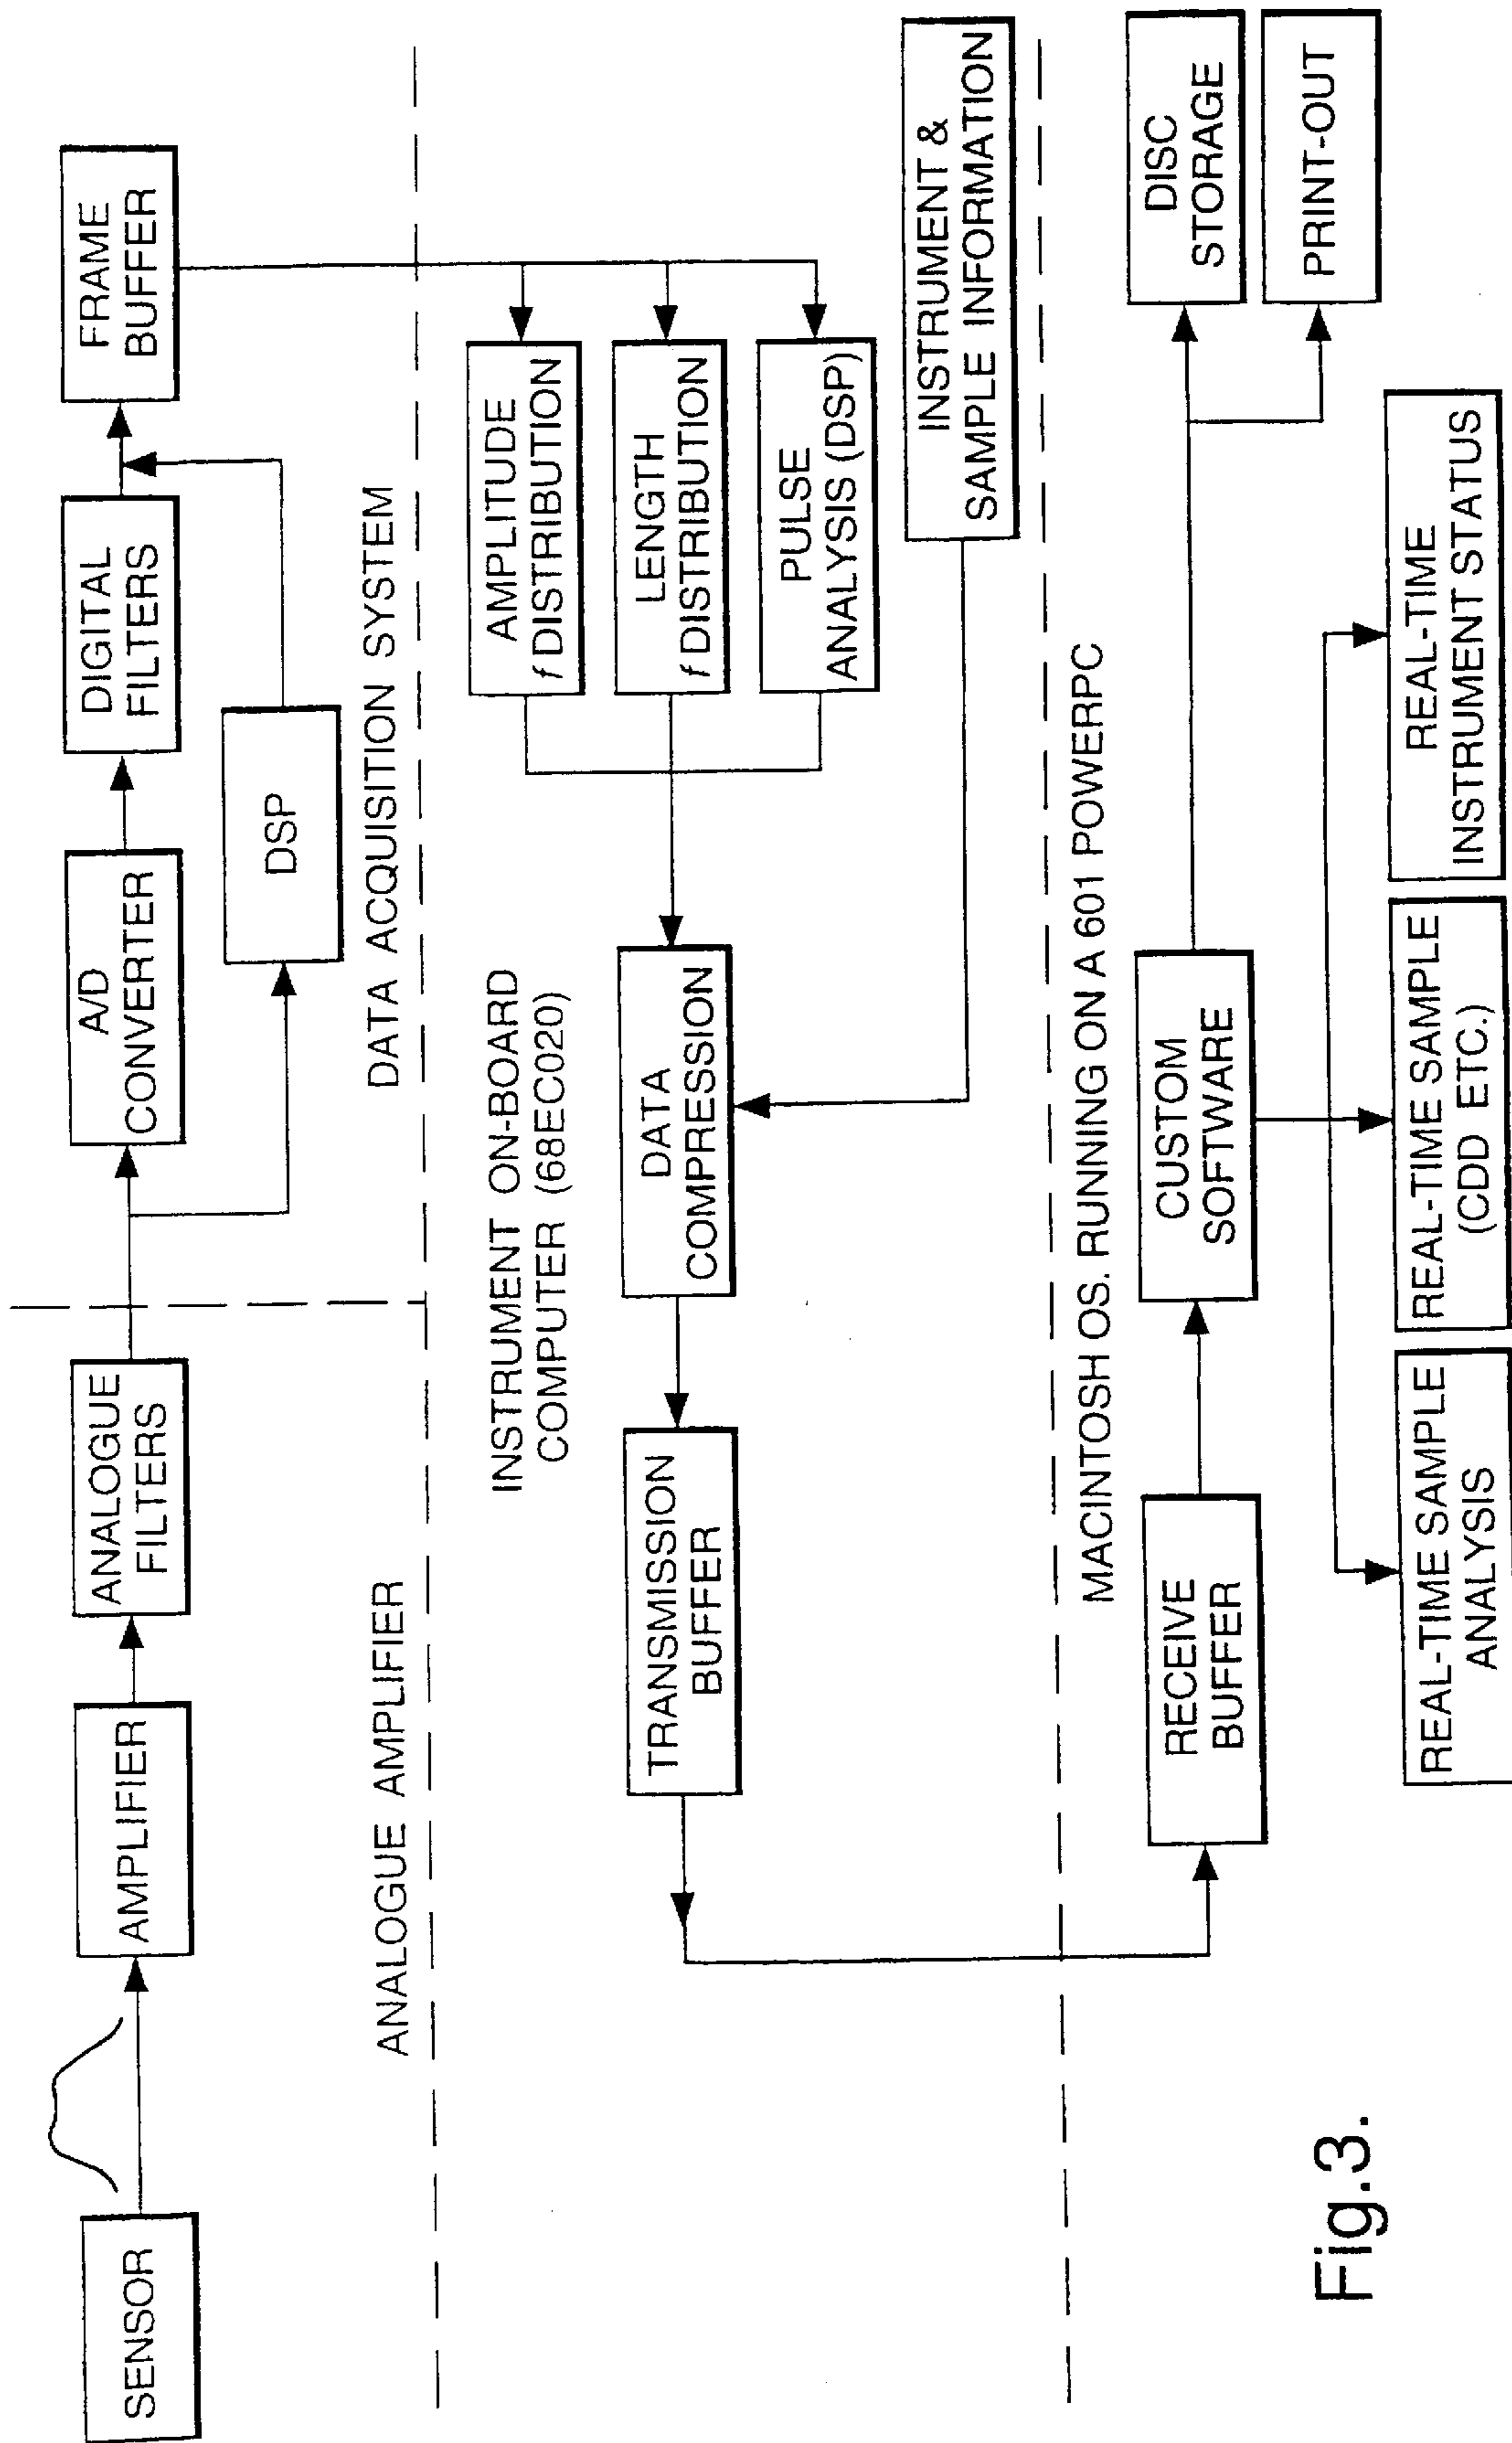 SENSOR
AMPLIFIER
ANALOGUE
FILTERS
A/D
CONVERTER
DIGITAL
FILTERS
FRAME
BUFFER
DSP
ANALOGUE AMPLIFIER
DATA ACQUISITION SYSTEM
INSTRUMENT ON-BOARD
COMPUTER (68EC020)
AMPLITUDE
f DISTRIBUTION
LENGTH
f DISTRIBUTION
PULSE
ANALYSIS (DSP)
TRANSMISSION
BUFFER
DATA
COMPRESSION
INSTRUMENT &
SAMPLE INFORMATION
MACINTOSH OS. RUNNING ON A 601 POWERPC
RECEIVE
BUFFER
CUSTOM
SOFTWARE
DISC
STORAGE
PRINT-OUT
REAL-TIME SAMPLE
ANALYSIS
REAL-TIME SAMPLE
(CDD ETC.)
REAL-TIME
INSTRUMENT STATUS
Fig.3.